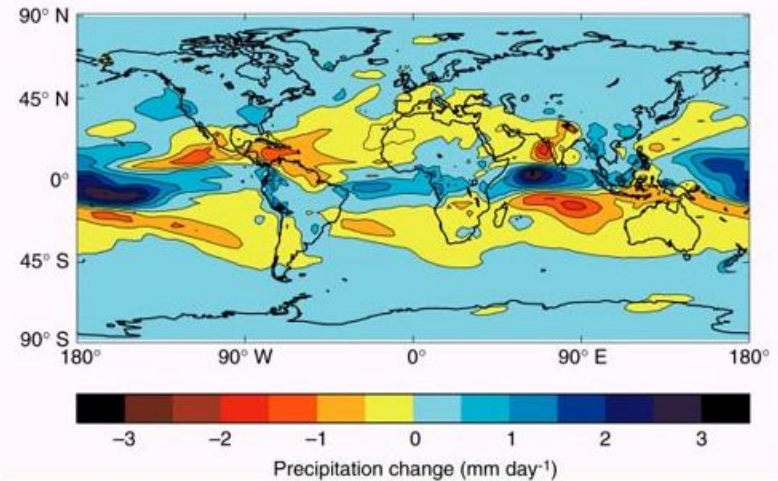 90° N
45° N
0°
45° S
90° S
180° 90° W 0° 90° E 180°
–3 –2 –1 0 1 2 3
Precipitation change (mm day-1)